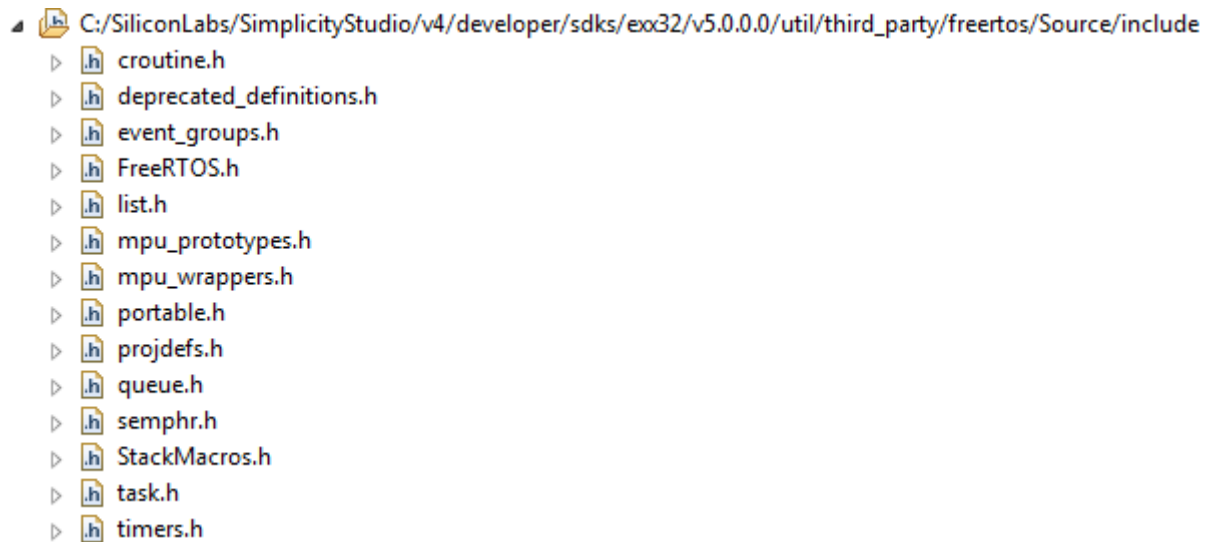 C:/SiliconLabs/SimplicityStudio/v4/developer/sdks/exx32/v5.0.0.0/util/third_party/freertos/Source/include
.h croutine.h
.h deprecated_definitions.h
.h event_groups.h
.h FreeRTOS.h
.h list.h
.h mpu_prototypes.h
.h mpu_wrappers.h
.h portable.h
.h projdefs.h
.h queue.h
.h semphr.h
.h StackMacros.h
.h task.h
.h timers.h